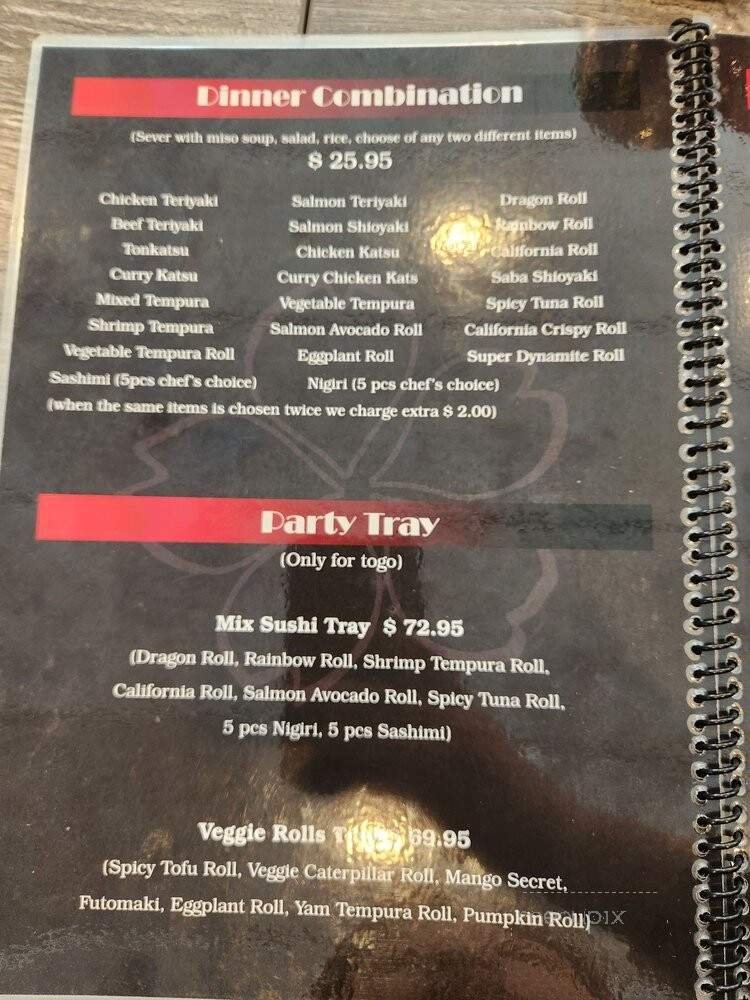 Dinner Combination
(Sever with miso soup, salad, rice, choose of any two different items)
$ 25.95
Chicken Teriyaki Salmon Teriyaki Dragon Roll
Beef Teriyaki Salmon Shioyaki Rainbow Roll
Tonkatsu Chicken Katsu California Roll
Curry Katsu Curry Chicken Kats Saba Shioyaki
Mixed Tempura Vegetable Tempura Spicy Tuna Roll
Shrimp Tempura Salmon Avocado Roll California Crispy Roll
Vegetable Tempura Roll Eggplant Roll Super Dynamite Roll
Sashimi (5pcs chef's choice) Nigiri (5 pcs chef's choice)
(when the same items is chosen twice we charge extra $ 2.00)
Party Tray
(Only for togo)
Mix Sushi Tray $ 72.95
(Dragon Roll, Rainbow Roll, Shrimp Tempura Roll,
California Roll, Salmon Avocado Roll, Spicy Tuna Roll,
5 pcs Nigiri, 5 pcs Sashimi)
Veggie Rolls 69.95
(Spicy Tofu Roll, Veggie Caterpillar Roll, Mango Secret,
Futomaki, Eggplant Roll, Yam Tempura Roll, Pumpkin Roll)